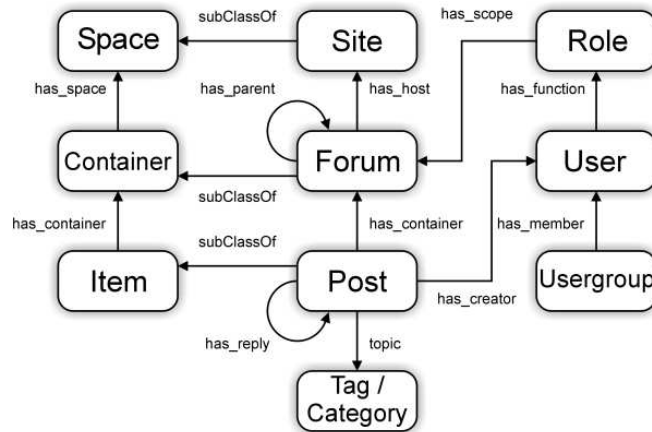 subClassOf
has_scope
Space
Site
Role
has_space
has_parent
has_host
has_function
Container
Forum
User
subClassOf
has_container
has_container
has_member
subClassOf
Item
Post
Usergroup
has_creator
has_reply
topic
Tag /
Category